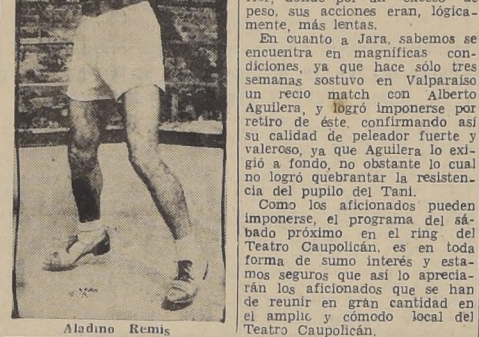 peso, sus acciones eran, lógica-
mente, más lentas.
En cuanto a Jara, sabemos se
encuentra en magníficas con-
diciones, ya que hace sólo tres
semanas sostuvo en Valparaíso
un recio match con Alberto
Aguilera, y logró imponerse por
retiro de éste, confirmando así
su calidad de peleador fuerte y
valeroso, ya que Aguilera lo exi-
gió a fondo, no obstante lo cual
no logró quebrantar la resisten-
cia del pupilo del Tani.
Como los aficionados pueden
imponerse, el programa del sá-
bado próximo en el ring del
Teatro Caupolicán, es en toda
forma de sumo interés y esta-
mos seguros que así lo aprecia-
rán los aficionados que se han
de reunir en gran cantidad en
el amplio y cómodo local del
Teatro Caupolicán.
Aladino Remis